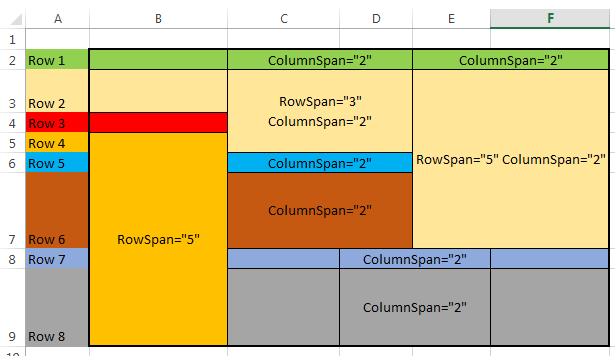 A B C D E F
1
2 Row 1 ColumnSpan="2" ColumnSpan="2"
3 Row 2 RowSpan="3"
ColumnSpan="2"
4 Row 3
5 Row 4
RowSpan="5" ColumnSpan="2"
6 Row 5 ColumnSpan="2"
ColumnSpan="2"
7 Row 6 RowSpan="5"
8 Row 7 ColumnSpan="2"
ColumnSpan="2"
9 Row 8